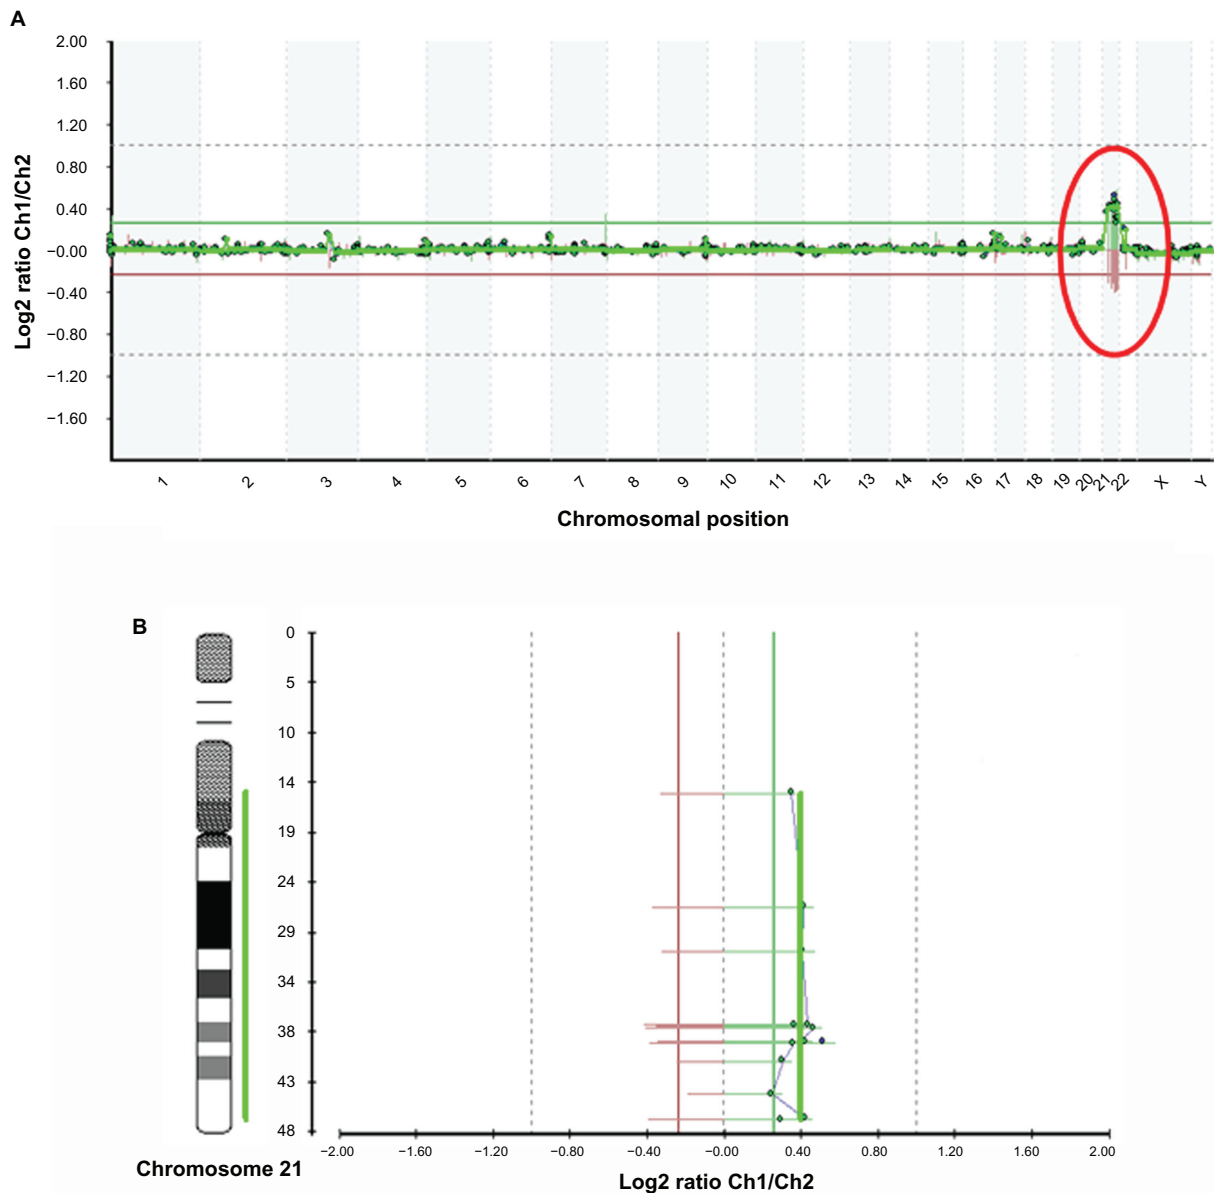 A
2.00
1.60
1.20
0.80
0.40
−0.00
−0.40
−0.80
−1.20
−1.60
Log2 ratio Ch1/Ch2
1 2 3 4 5 6 7 8 9 10 11 12 13 14 15 16 17 18 19 20 21 22 X Y
Chromosomal position
B
0
5
10
14
19
24
29
34
38
43
48
−2.00 −1.60 −1.20 −0.80 −0.40 −0.00 0.40 0.80 1.60 2.00
Chromosome 21
Log2 ratio Ch1/Ch2